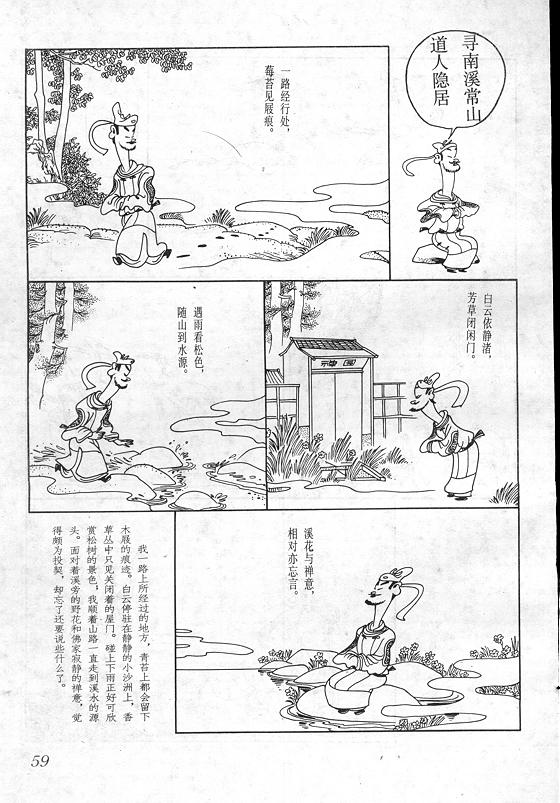 寻南溪常山
道人隐居
一路经行处，
莓苔见屐痕。
白云依静渚，
芳草闭闲门。
遇雨看松色，
随山到水源。
溪花与禅意，
相对亦忘言。
我一路上所经过的地方，青苔上都会留下
木屐的痕迹。白云停驻在静静的小沙洲上，香
草丛中只见关闭着的屋门。碰上下雨正好可欣
赏松树的景色，我顺着山路一直走到溪水的源
头。面对着溪旁的野花和佛家寂静的禅意，觉
得颇为投契，却忘了还要说些什么了。
59